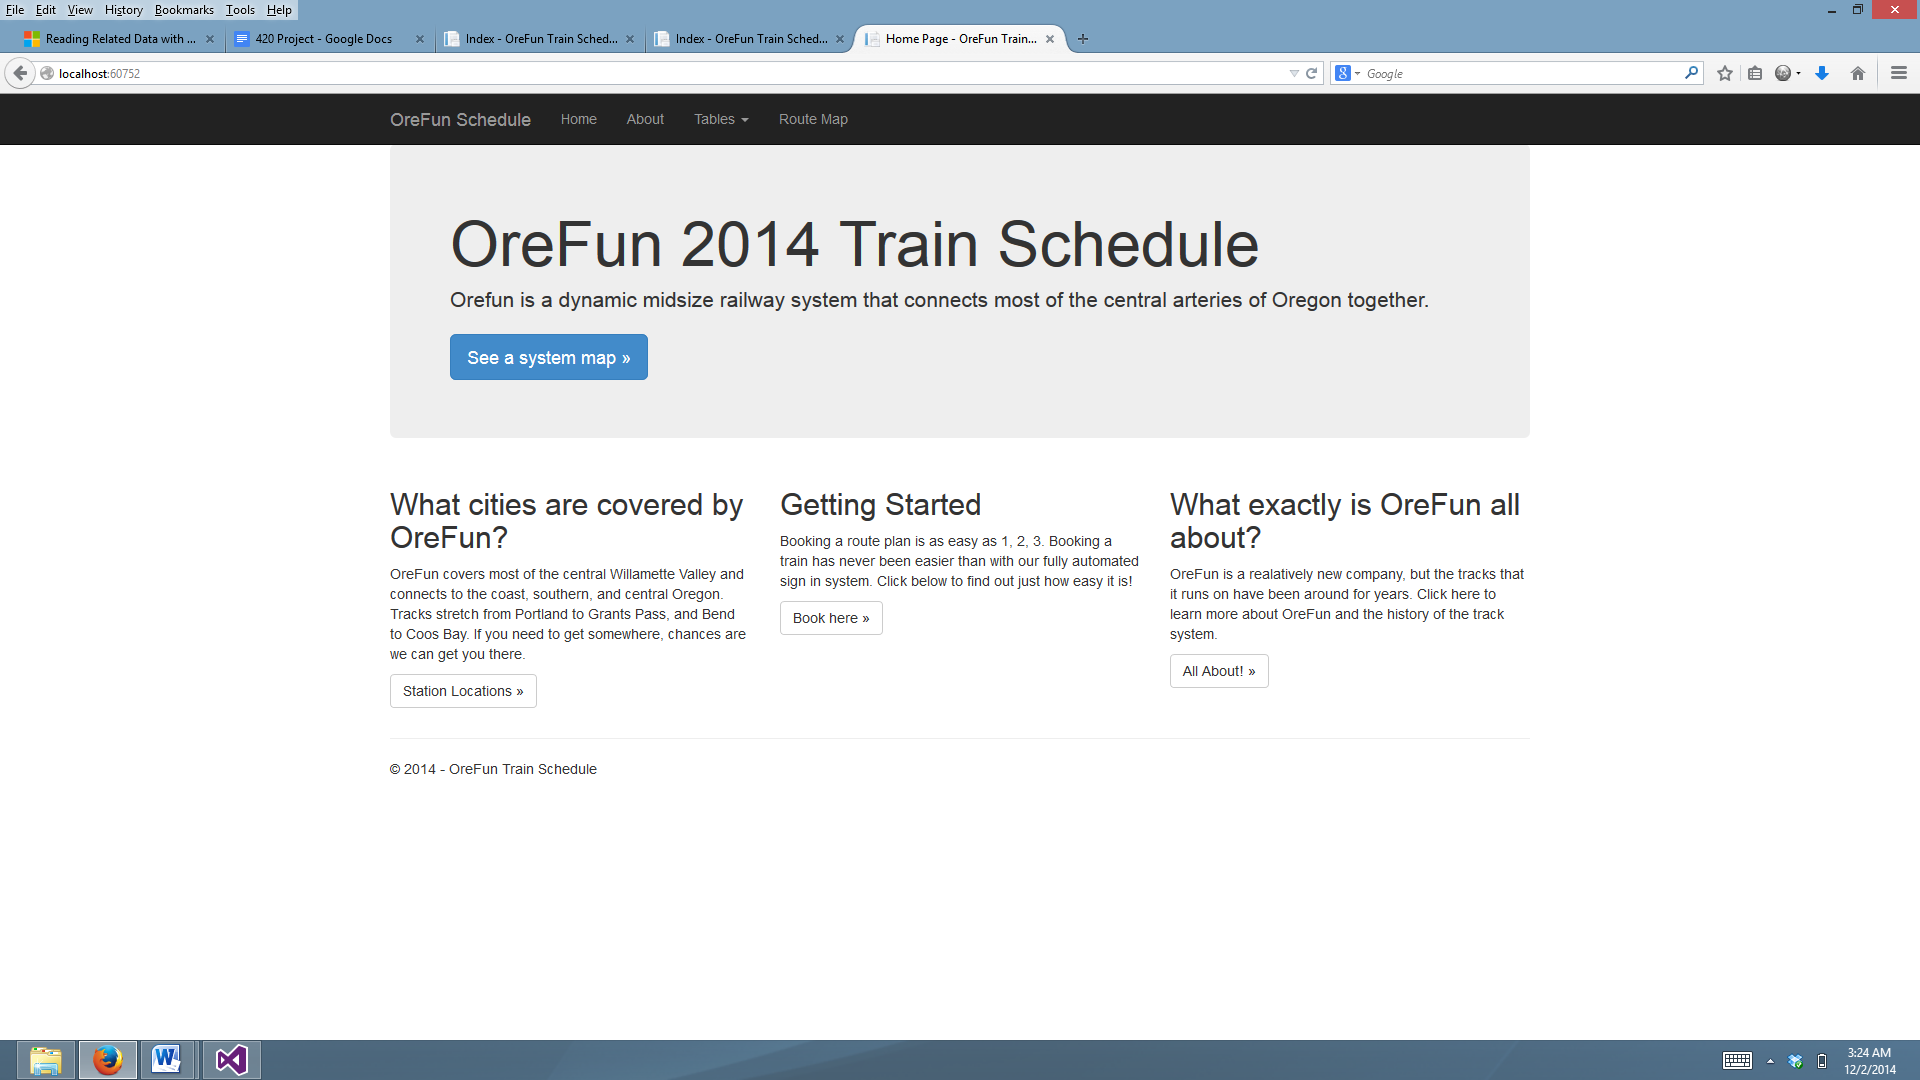 File Edit View History Bookmarks Tools Help
Reading Related Data with ... 420 Project - Google Docs Index - OreFun Train Sched... Index - OreFun Train Sched... Home Page - OreFun Train...
localhost:60752 Google
OreFun Schedule Home About Tables Route Map
OreFun 2014 Train Schedule
Orefun is a dynamic midsize railway system that connects most of the central arteries of Oregon together.
See a system map »
What cities are covered by
OreFun?
OreFun covers most of the central Willamette Valley and
connects to the coast, southern, and central Oregon.
Tracks stretch from Portland to Grants Pass, and Bend
to Coos Bay. If you need to get somewhere, chances are
we can get you there.
Station Locations »
Getting Started
Booking a route plan is as easy as 1, 2, 3. Booking a
train has never been easier than with our fully automated
sign in system. Click below to find out just how easy it is!
Book here »
What exactly is OreFun all
about?
OreFun is a realatively new company, but the tracks that
it runs on have been around for years. Click here to
learn more about OreFun and the history of the track
system.
All About! »
© 2014 - OreFun Train Schedule
3:24 AM
12/2/2014